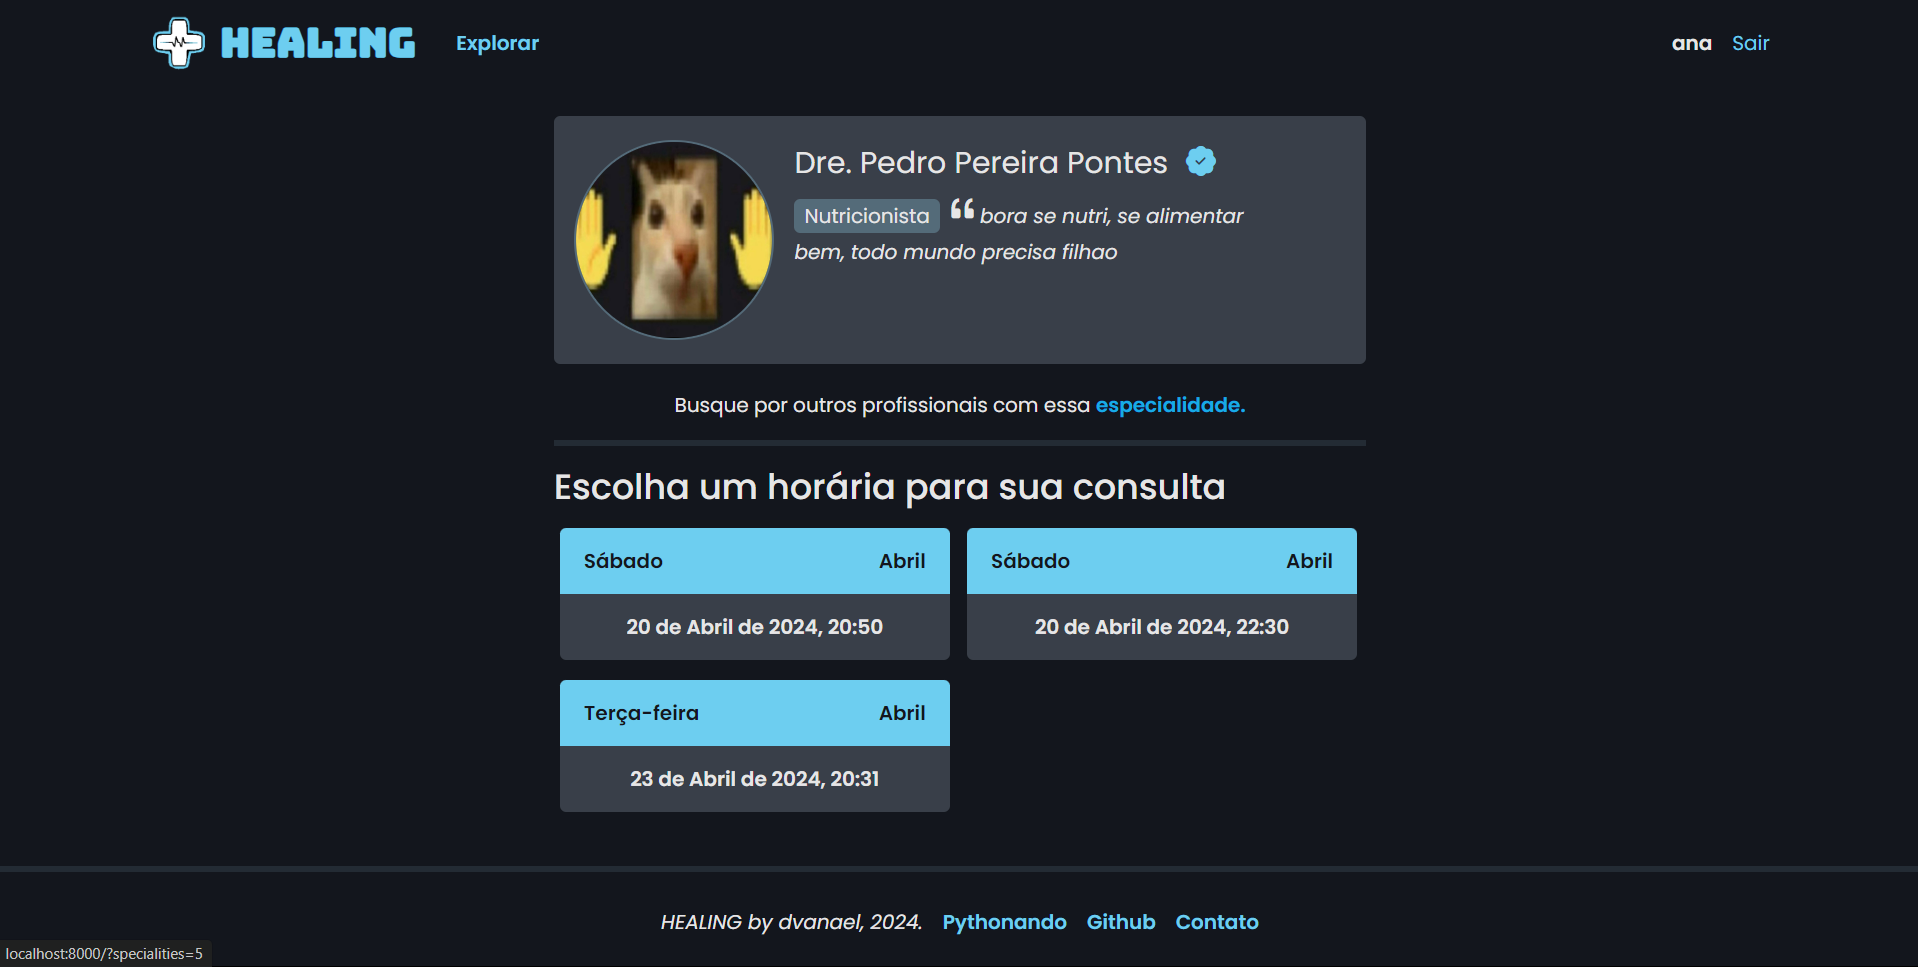 HEALING Explorar ana Sair
Dre. Pedro Pereira Pontes
Nutricionista “ bora se nutri, se alimentar
bem, todo mundo precisa filhao
Busque por outros profissionais com essa especialidade.
Escolha um horária para sua consulta
Sábado Abril
20 de Abril de 2024, 20:50
Sábado Abril
20 de Abril de 2024, 22:30
Terça-feira Abril
23 de Abril de 2024, 20:31
HEALING by dvanael, 2024. Pythonando Github Contato
localhost:8000/?specialities=5